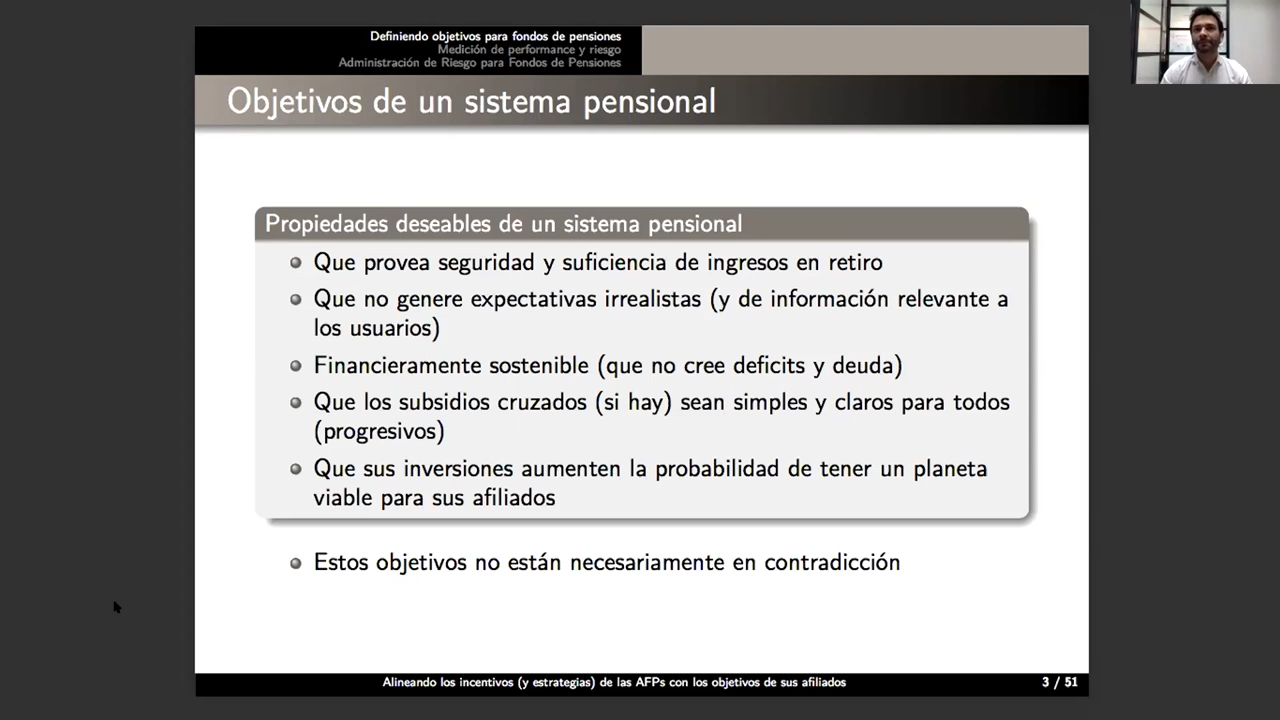 Definiendo objetivos para fondos de pensiones
Medición de performance y riesgo
Administración de Riesgo para Fondos de Pensiones
Objetivos de un sistema pensional
Propiedades deseables de un sistema pensional
Que provea seguridad y suficiencia de ingresos en retiro
Que no genere expectativas irrealistas (y de información relevante a
los usuarios)
Financieramente sostenible (que no cree deficits y deuda)
Que los subsidios cruzados (si hay) sean simples y claros para todos
(progresivos)
Que sus inversiones aumenten la probabilidad de tener un planeta
viable para sus afiliados
Estos objetivos no están necesariamente en contradicción
Alineando los incentivos (y estrategias) de las AFPs con los objetivos de sus afiliados
3 / 51